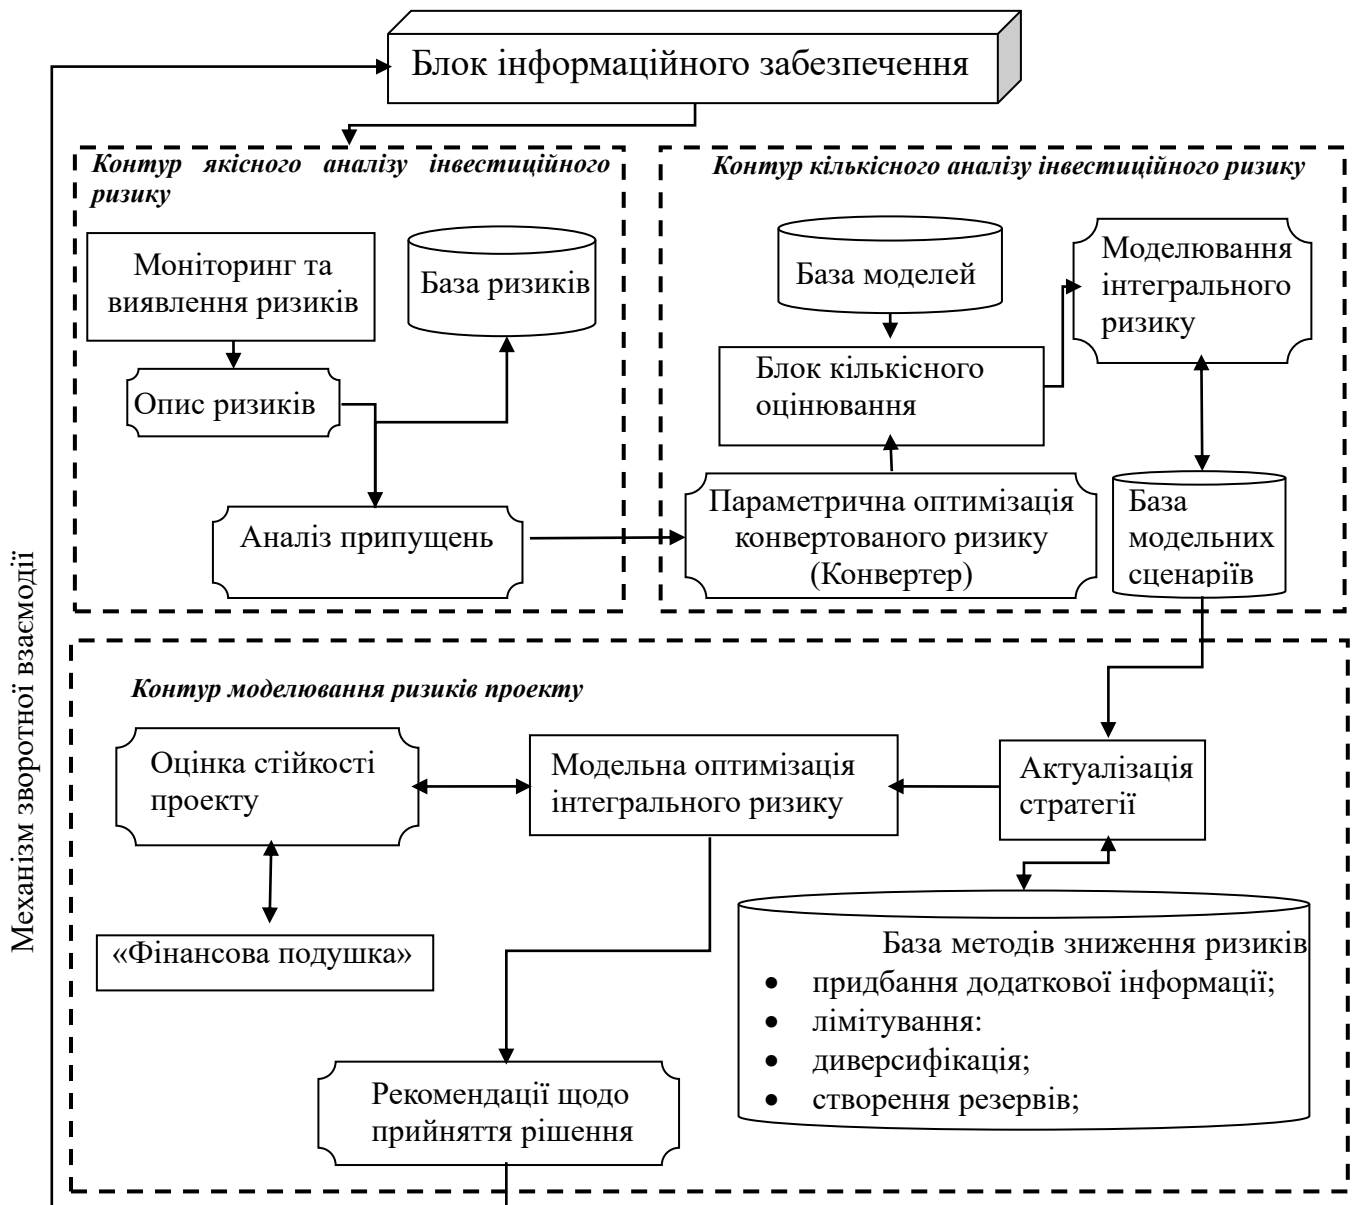 Блок інформаційного забезпечення
Контур якісного аналізу інвестиційного
ризику
Моніторинг та
виявлення ризиків
База ризиків
Опис ризиків
Аналіз припущень
Контур кількісного аналізу інвестиційного ризику
База моделей
Моделювання
інтегрального
ризику
Блок кількісного
оцінювання
Параметрична оптимізація
конвертованого ризику
(Конвертер)
База
модельних
сценаріїв
Механізм зворотної взаємодії
Контур моделювання ризиків проекту
Оцінка стійкості
проекту
Модельна оптимізація
інтегрального ризику
Актуалізація
стратегії
«Фінансова подушка»
База методів зниження ризиків
• придбання додаткової інформації;
• лімітування:
• диверсифікація;
• створення резервів;
Рекомендації щодо
прийняття рішення